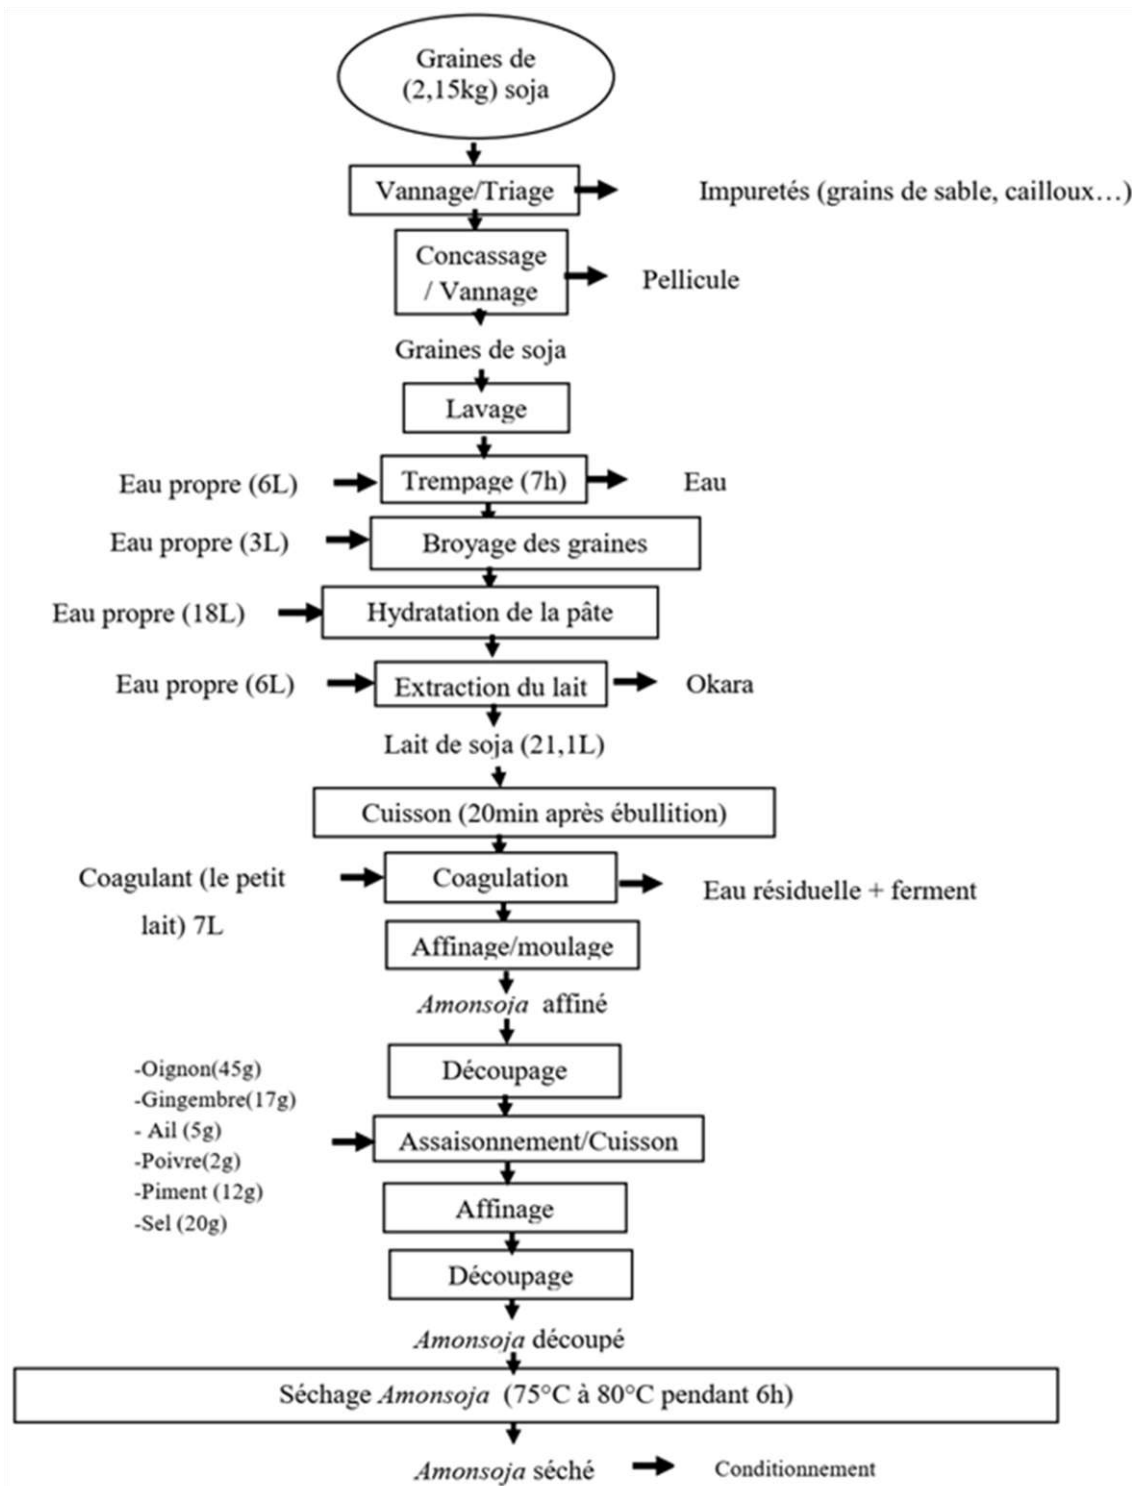 Graines de
(2,15kg) soja
Vannage/Triage
Impuretés (grains de sable, cailloux…)
Concassage
/ Vannage
Pellicule
Graines de soja
Lavage
Eau propre (6L)
Trempage (7h)
Eau
Eau propre (3L)
Broyage des graines
Eau propre (18L)
Hydratation de la pâte
Eau propre (6L)
Extraction du lait
Okara
Lait de soja (21,1L)
Cuisson (20min après ébullition)
Coagulant (le petit
lait) 7L
Coagulation
Eau résiduelle + ferment
Affinage/moulage
Amonsoja affiné
Découpage
-Oignon(45g)
-Gingembre(17g)
- Ail (5g)
-Poivre(2g)
-Piment (12g)
-Sel (20g)
Assaisonnement/Cuisson
Affinage
Découpage
Amonsoja découpé
Séchage Amonsoja (75°C à 80°C pendant 6h)
Amonsoja séché
Conditionnement